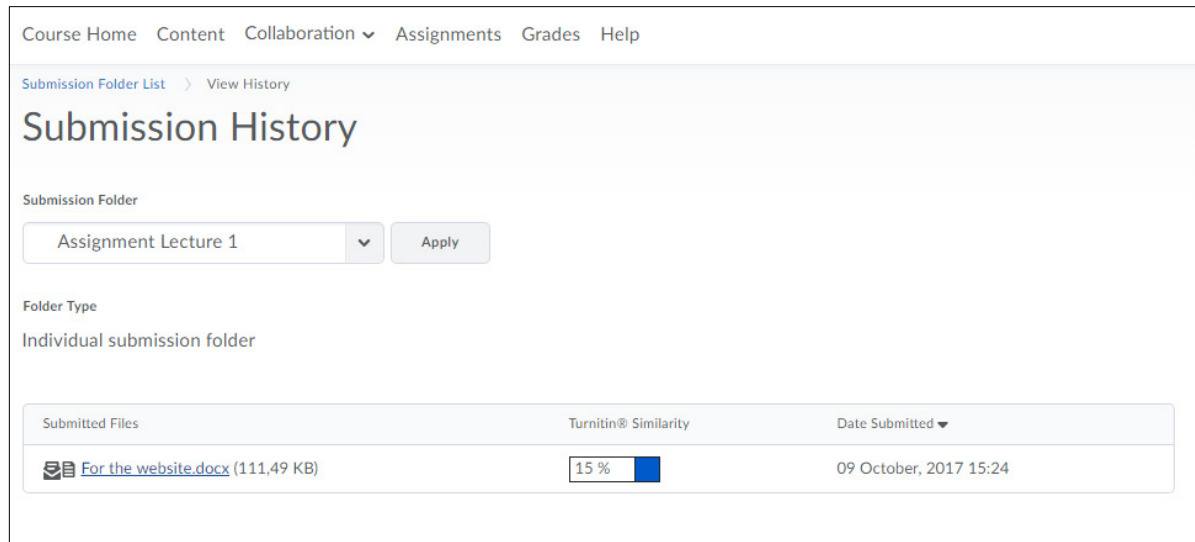 Course Home Content Collaboration Assignments Grades Help
Submission Folder List View History
Submission History
Submission Folder
Assignment Lecture 1 Apply
Folder Type
Individual submission folder
Submitted Files Turnitin® Similarity Date Submitted
For the website.docx (111,49 KB) 15 % 09 October, 2017 15:24